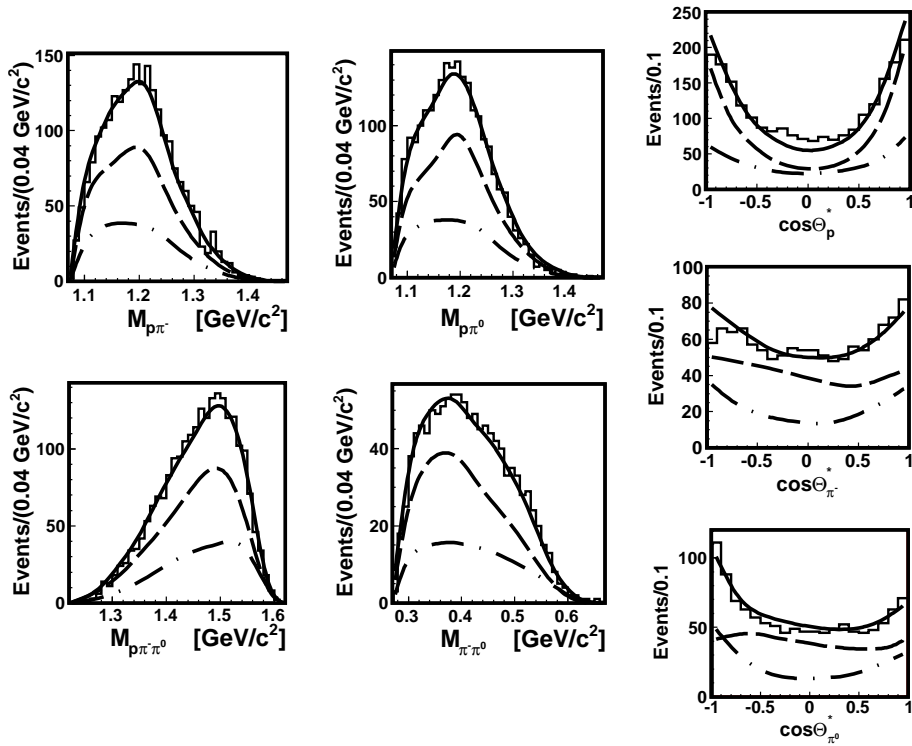 Events/(0.04 GeV/c²)
150
100
50
0
1.1 1.2 1.3 1.4
M_pπ⁻ [GeV/c²]
Events/(0.04 GeV/c²)
100
50
0
1.1 1.2 1.3 1.4
M_pπ⁰ [GeV/c²]
Events/0.1
250
200
150
100
50
0
-1 -0.5 0 0.5 1
cosΘ*_p
Events/0.1
100
80
60
40
20
0
-1 -0.5 0 0.5 1
cosΘ*_π⁻
Events/(0.04 GeV/c²)
100
50
0
1.3 1.4 1.5 1.6
M_pπ⁻π⁰ [GeV/c²]
Events/(0.04 GeV/c²)
40
20
0
0.3 0.4 0.5 0.6
M_π⁻π⁰ [GeV/c²]
Events/0.1
100
50
0
-1 -0.5 0 0.5 1
cosΘ*_π⁰